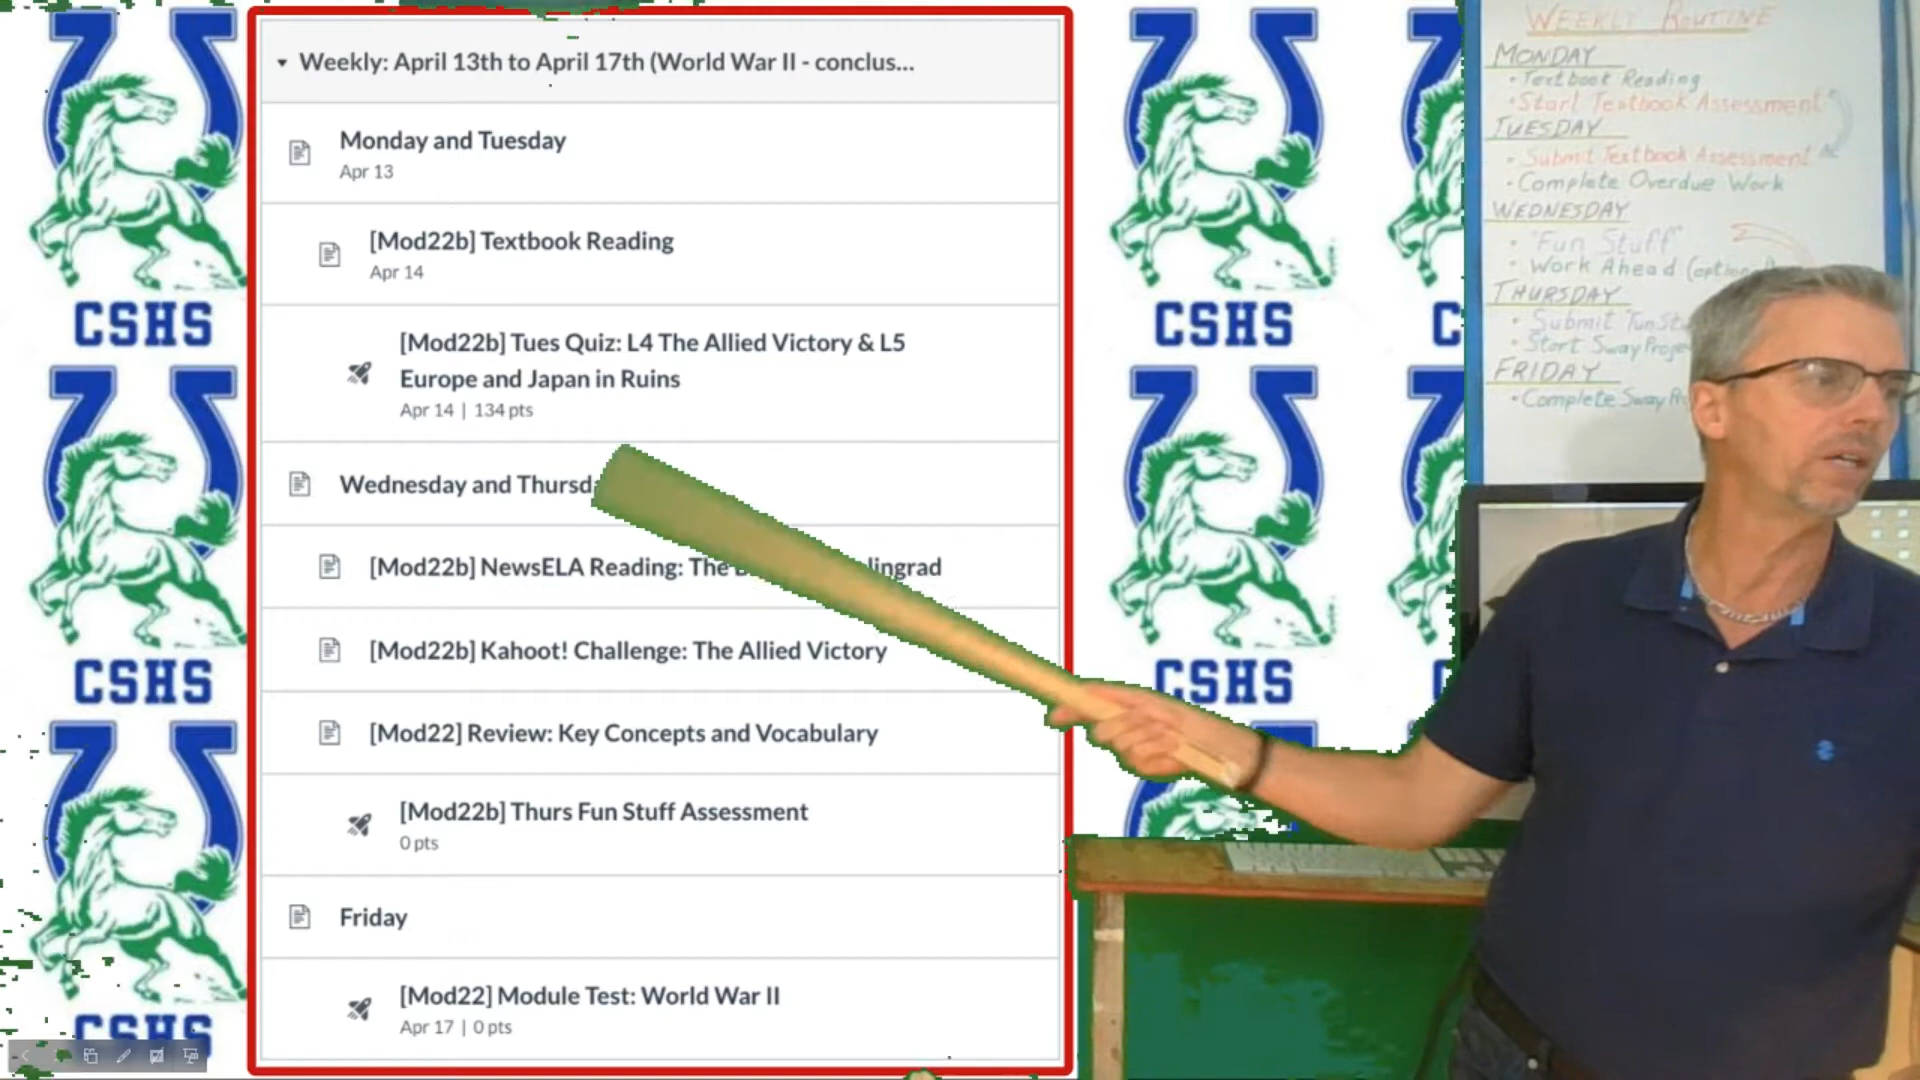 Weekly: April 13th to April 17th (World War II - conclus...
Monday and Tuesday
Apr 13
[Mod22b] Textbook Reading
Apr 14
[Mod22b] Tues Quiz: L4 The Allied Victory & L5
Europe and Japan in Ruins
Apr 14 | 134 pts
Wednesday and Thursd
[Mod22b] NewsELA Reading: The
[Mod22b] Kahoot! Challenge: The Allied Victory
[Mod22] Review: Key Concepts and Vocabulary
[Mod22b] Thurs Fun Stuff Assessment
0 pts
Friday
[Mod22] Module Test: World War II
Apr 17 | 0 pts
CSHS
CSHS
CSHS
CSHS
CSHS
WEEKLY ROUTINE
MONDAY
• Textbook Reading
• Start Textbook Assessment
TUESDAY
• Submit Textbook Assessment
• Complete Overdue Work
WEDNESDAY
• "Fun Stuff"
• Work Ahead
THURSDAY
• Submit Fun
• Start Sway
FRIDAY
• Complete Sway